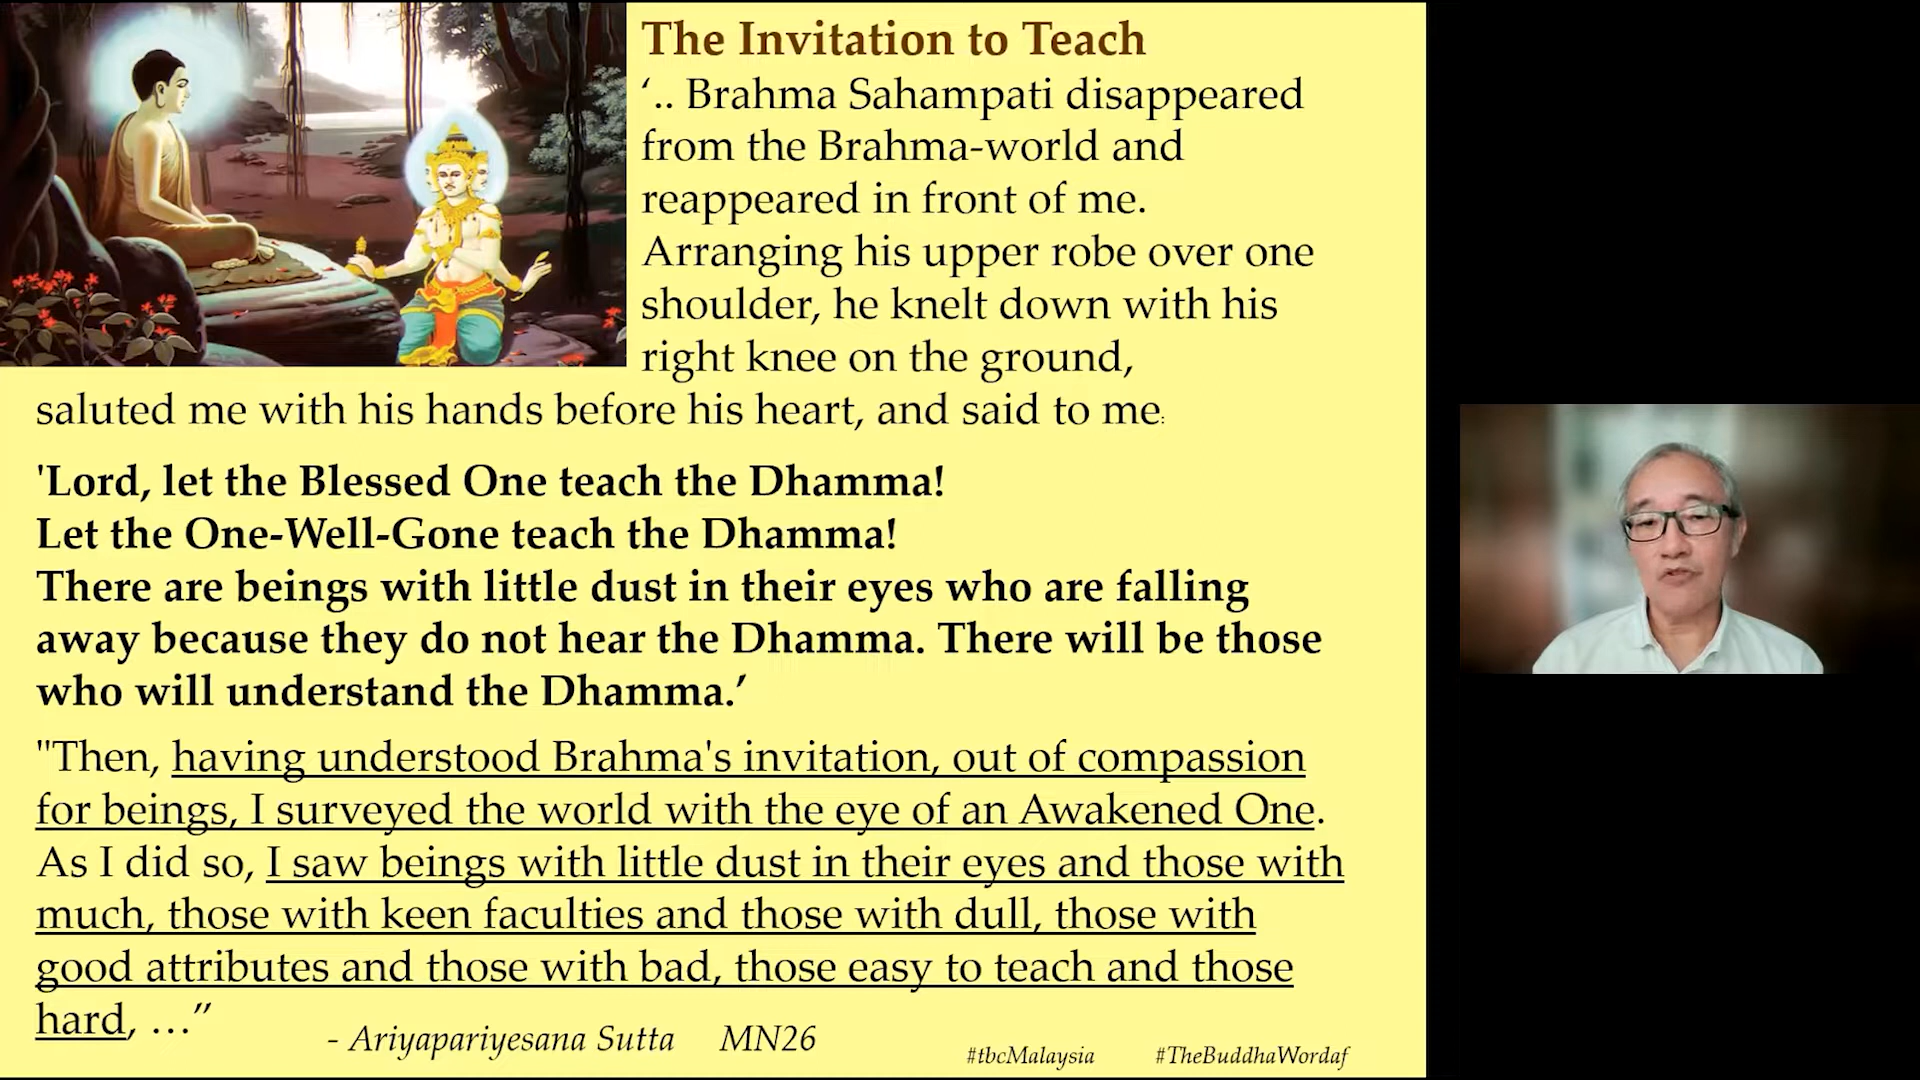 The Invitation to Teach
‘.. Brahma Sahampati disappeared
from the Brahma-world and
reappeared in front of me.
Arranging his upper robe over one
shoulder, he knelt down with his
right knee on the ground,
saluted me with his hands before his heart, and said to me:
'Lord, let the Blessed One teach the Dhamma!
Let the One-Well-Gone teach the Dhamma!
There are beings with little dust in their eyes who are falling
away because they do not hear the Dhamma. There will be those
who will understand the Dhamma.’
"Then, having understood Brahma's invitation, out of compassion
for beings, I surveyed the world with the eye of an Awakened One.
As I did so, I saw beings with little dust in their eyes and those with
much, those with keen faculties and those with dull, those with
good attributes and those with bad, those easy to teach and those
hard, …”
- Ariyapariyesana Sutta MN26
#tbcMalaysia #TheBuddhaWordaf